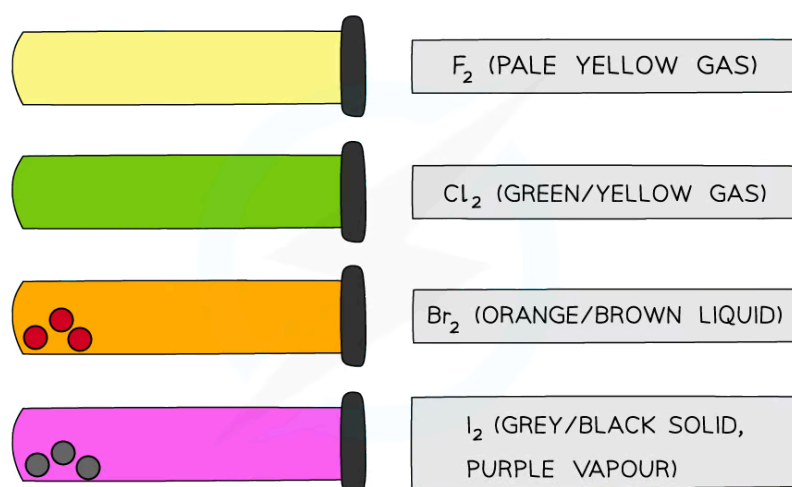 F₂ (PALE YELLOW GAS)
Cl₂ (GREEN/YELLOW GAS)
Br₂ (ORANGE/BROWN LIQUID)
I₂ (GREY/BLACK SOLID,
PURPLE VAPOUR)